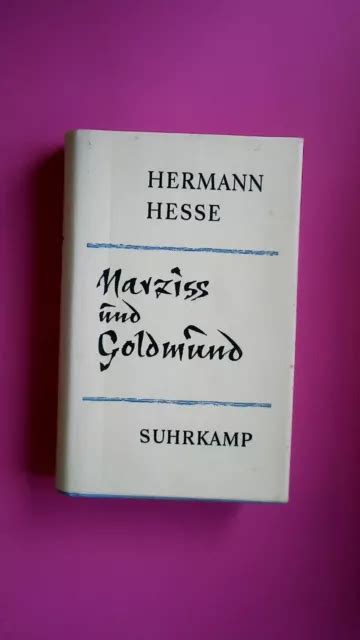 HERMANN
HESSE
Narziss
und
Goldmund
SUHRKAMP